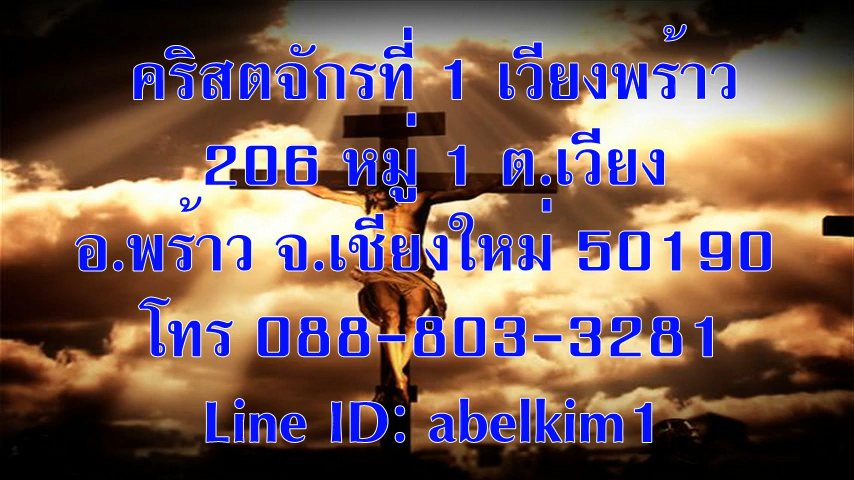 คริสตจักรที่ 1 เวียงพร้าว
206 หมู่ 1 ต.เวียง
อ.พร้าว จ.เชียงใหม่ 50190
โทร 088-803-3281
Line ID: abelkim1